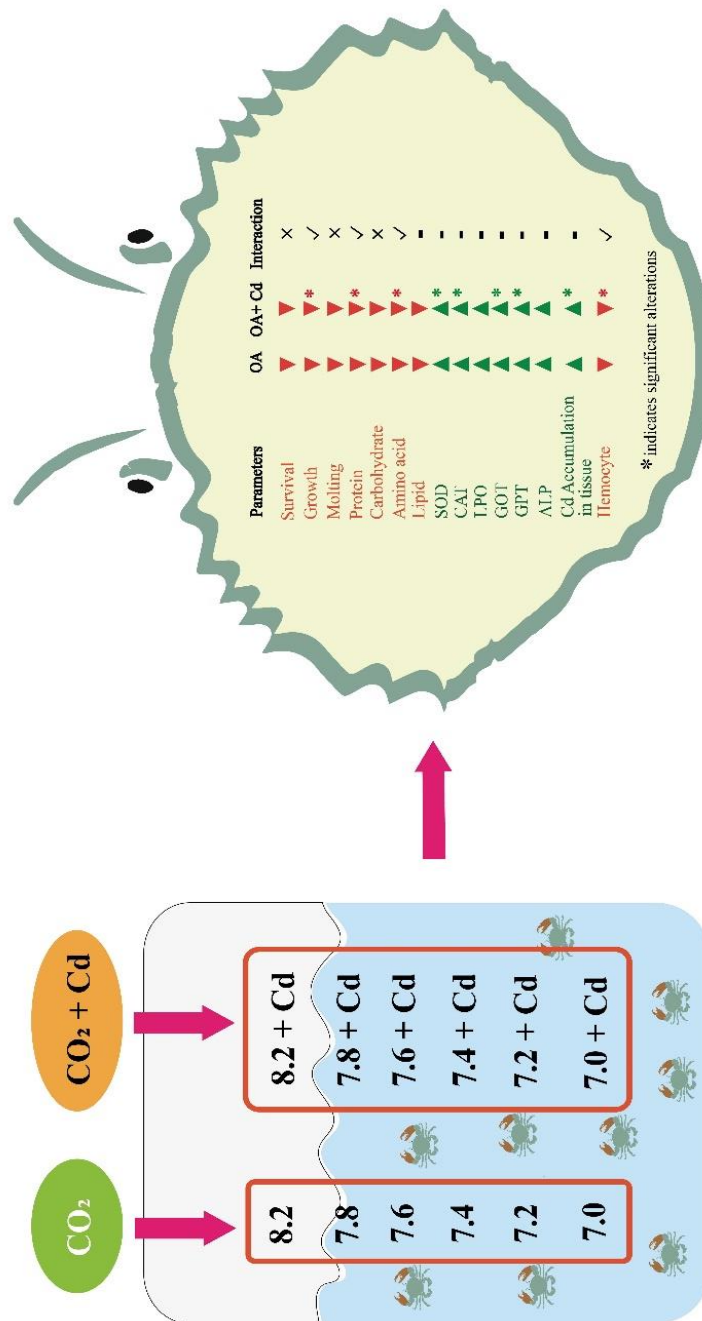 CO₂
CO₂ + Cd
8.2 8.2 + Cd
7.8 7.8 + Cd
7.6 7.6 + Cd
7.4 7.4 + Cd
7.2 7.2 + Cd
7.0 7.0 + Cd
Parameters OA OA+ Cd Interaction
Survival ▼ ▼ ×
Growth ▼ ▼* ✓
Molting ▼ ▼ ×
Protein ▼ ▼* ✓
Carbohydrate ▼ ▼ ×
Amino acid ▼ ▼* ✓
Lipid ▼ ▼ -
SOD ▲ ▲* -
CAT ▲ ▲* -
LPO ▲ ▲ -
GOT ▲ ▲* -
GPT ▲ ▲* -
ALP ▲ ▲ -
Cd Accumulation ▲ ▲* -
in tissue
Hemocyte ▼ ▼* ✓
* indicates significant alterations